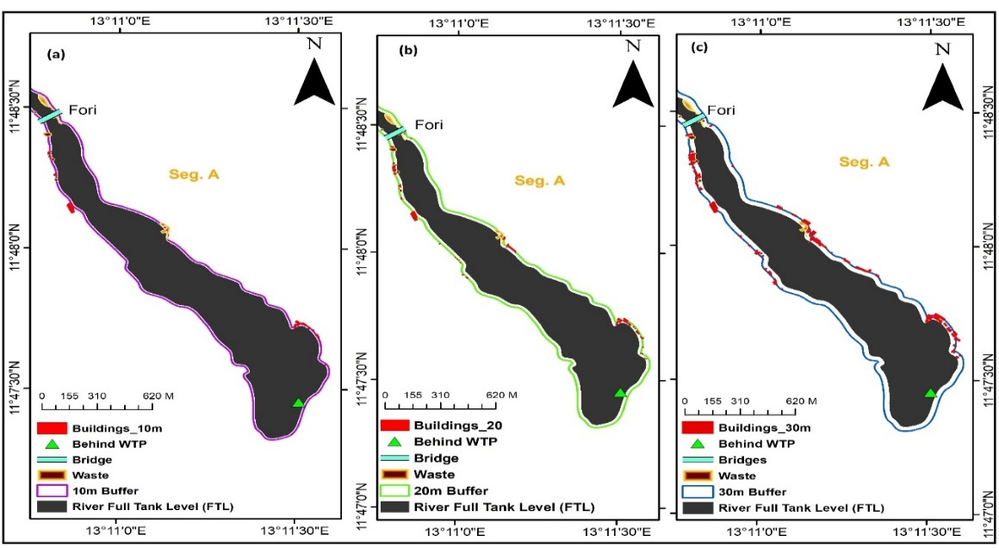 13°11'0"E 13°11'30"E 13°11'0"E 13°11'30"E 13°11'0"E 13°11'30"E
(a)
N
11°48'30"N
Fori
Seg. A
11°48'0"N
11°47'30"N
0 155 310 620 M
Buildings_10m
Behind WTP
Bridge
Waste
10m Buffer
River Full Tank Level (FTL)
13°11'0"E 13°11'30"E
(b)
N
11°48'30"N
Fori
Seg. A
11°48'0"N
11°47'30"N
0 155 310 620 M
Buildings_20
Behind WTP
Bridge
Waste
20m Buffer
River Full Tank Level (FTL)
11°47'0"N
13°11'0"E 13°11'30"E
(c)
N
11°48'30"N
Fori
Seg. A
11°48'0"N
11°47'30"N
0 155 310 620 M
Buildings_30m
Behind WTP
Bridges
Waste
30m Buffer
River Full Tank Level (FTL)
11°47'0"N
13°11'0"E 13°11'30"E